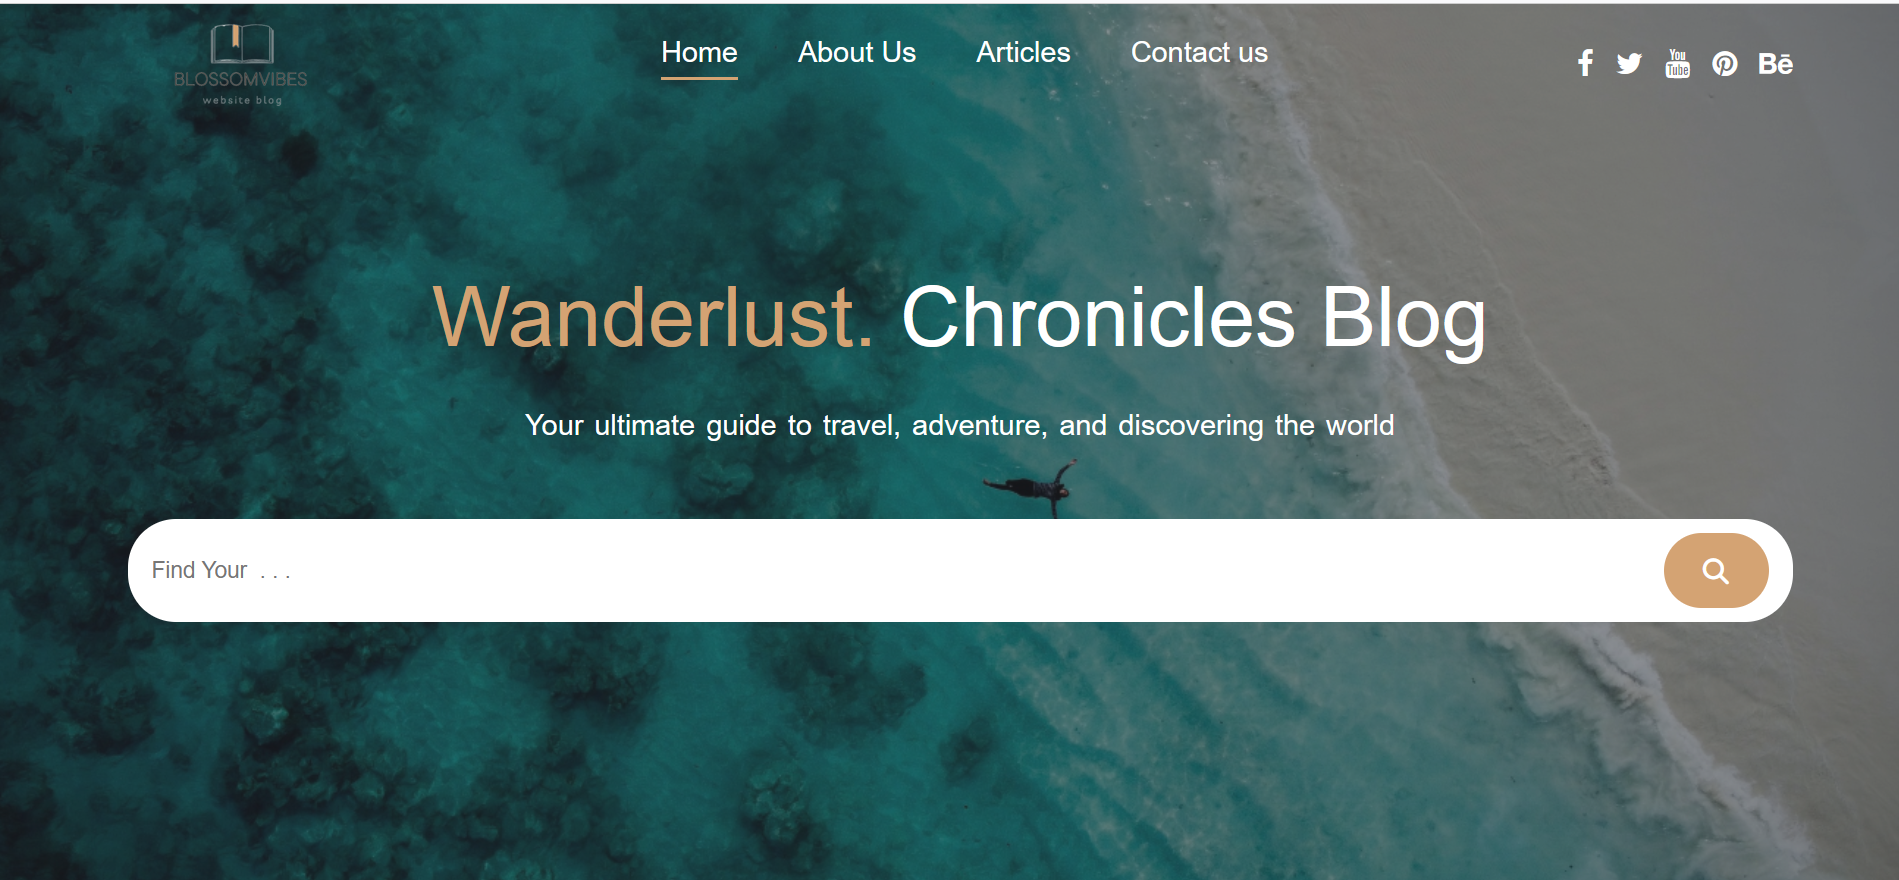 BLOSSOMVIBES
website blog
Home About Us Articles Contact us
You
Tube
Bē
Wanderlust. Chronicles Blog
Your ultimate guide to travel, adventure, and discovering the world
Find Your . . .